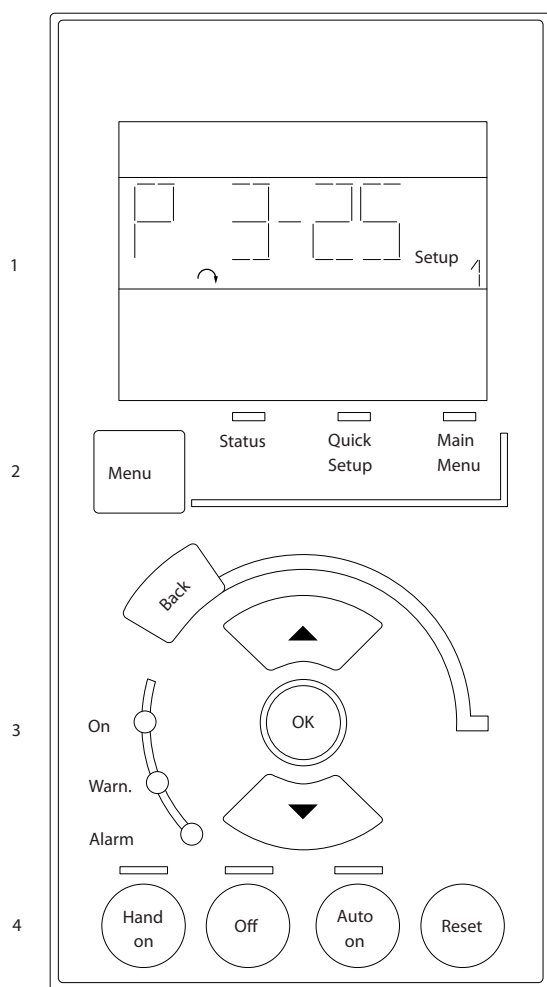 P 3-25
1
Setup 1
Status Quick Setup Main Menu
2
Menu
Back
3
On
OK
Warn.
Alarm
4
Hand on
Off
Auto on
Reset